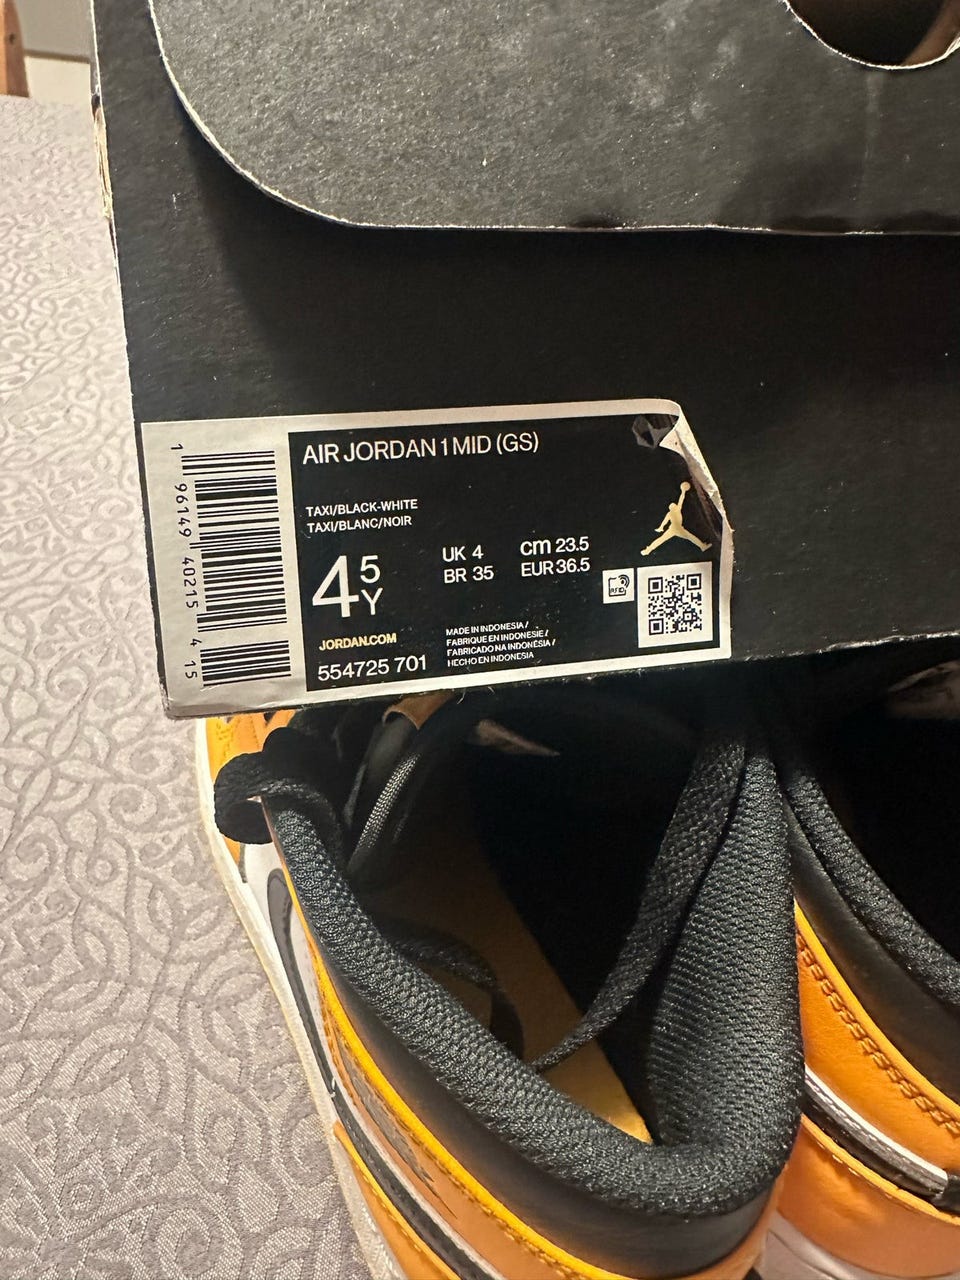 AIR JORDAN 1 MID (GS)
TAXI/BLACK-WHITE
TAXI/BLANC/NOIR
4 5 Y
UK 4
BR 35
cm 23.5
EUR 36.5
RFID
JORDAN.COM
554725 701
MADE IN INDONESIA /
FABRIQUE EN INDONESIE /
FABRICADO NA INDONÉSIA /
HECHO EN INDONESIA
1 96149 40215 4 15